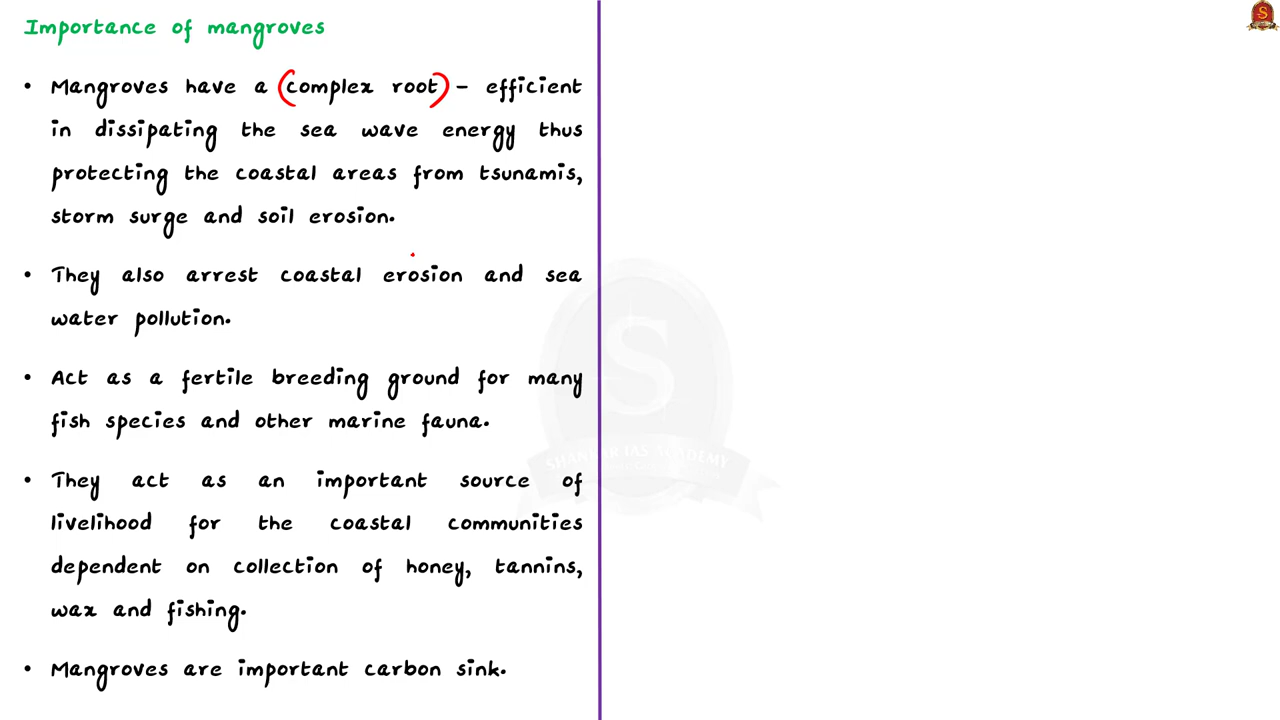 Importance of mangroves
• Mangroves have a (complex root) - efficient
in dissipating the sea wave energy thus
protecting the coastal areas from tsunamis,
storm surge and soil erosion.
• They also arrest coastal erosion and sea
water pollution.
• Act as a fertile breeding ground for many
fish species and other marine fauna.
• They act as an important source of
livelihood for the coastal communities
dependent on collection of honey, tannins,
wax and fishing.
• Mangroves are important carbon sink.
S
SHANKAR IAS ACADEMY
S